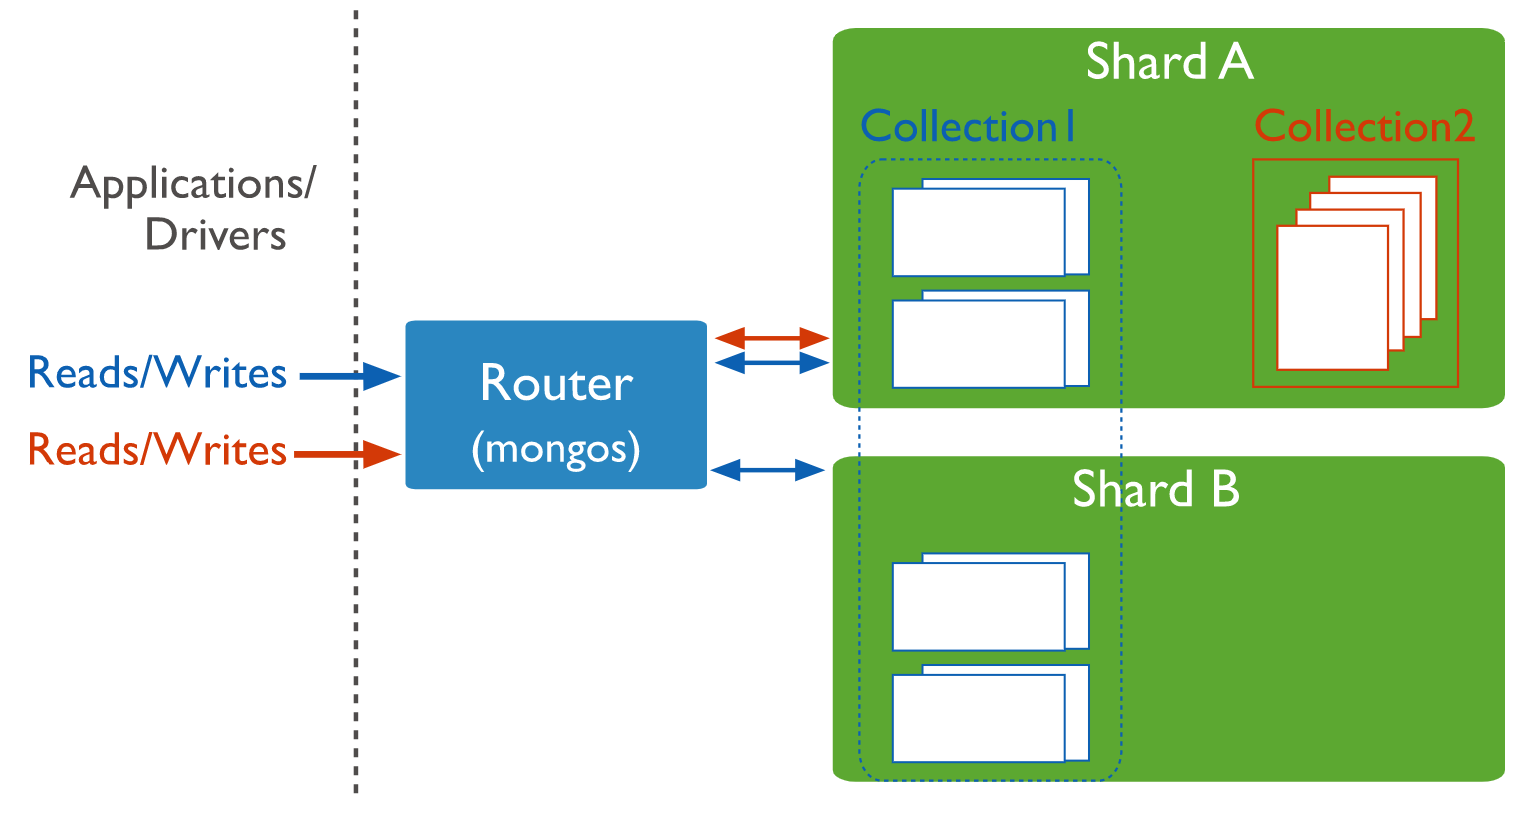 Applications/
Drivers
Reads/Writes
Reads/Writes
Router
(mongos)
Shard A
Collection1
Collection2
Shard B